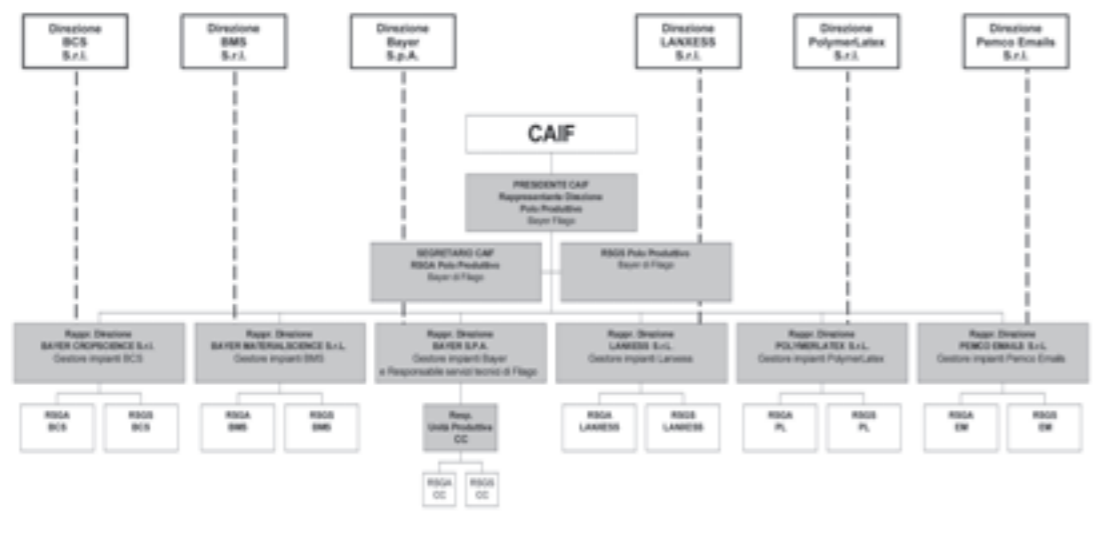 Direzione
BCS
S.r.l.
Direzione
BMS
S.r.l.
Direzione
Bayer
S.p.A.
Direzione
LANXESS
S.r.l.
Direzione
PolymerLatex
S.r.l.
Direzione
Pemco Emails
S.r.l.
CAIF
PRESIDENTE CAIF
Rappresentante Direzione
Polo Produttivo
Bayer Filago
SEGRETARIO CAIF
RSGA Polo Produttivo
Bayer di Filago
RSGS Polo Produttivo
Bayer di Filago
Rappr. Direzione
BAYER CROPSCIENCE S.r.l.
Gestore impianti BCS
Rappr. Direzione
BAYER MATERIALSCIENCE S.r.L.
Gestore impianti BMS
Rappr. Direzione
BAYER S.P.A.
Gestore impianti Bayer
e Responsabile servizi tecnici di Filago
Rappr. Direzione
LANXESS S.r.L.
Gestore impianti Lanxess
Rappr. Direzione
POLYMERLATEX S.r.L.
Gestore impianti PolymerLatex
Rappr. Direzione
PEMCO EMAILS S.r.L.
Gestore impianti Pemco Emails
RSGA
BCS
RSGS
BCS
RSGA
BMS
RSGS
BMS
Resp.
Unità Produttiva
CC
RSGA
LANXESS
RSGS
LANXESS
RSGA
PL
RSGS
PL
RSGA
EM
RSGS
EM
RSGA
CC
RSGS
CC